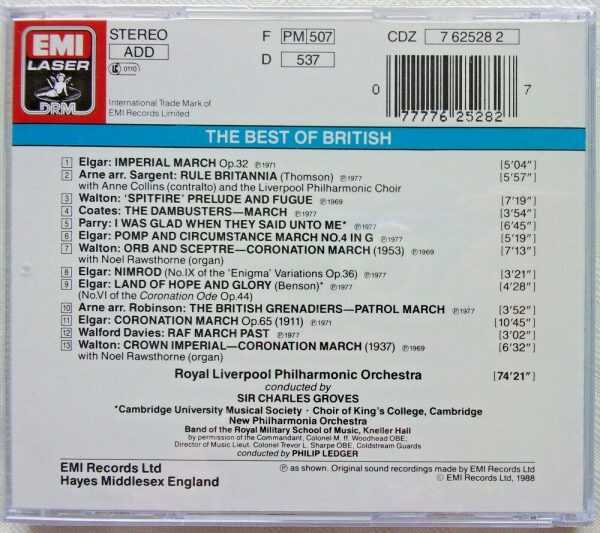 EMI
LASER
DRM
STEREO
ADD
0110
International Trade Mark of
EMI Records Limited
F PM 507
D 537
CDZ 7 62528 2
0 77776 25282 7
THE BEST OF BRITISH
1 Elgar: IMPERIAL MARCH Op.32 ℗1971 [5'04"]
2 Arne arr. Sargent: RULE BRITANNIA (Thomson) ℗1977 [5'57"]
with Anne Collins (contralto) and the Liverpool Philharmonic Choir
3 Walton: 'SPITFIRE' PRELUDE AND FUGUE ℗1969 [7'19"]
4 Coates: THE DAMBUSTERS—MARCH ℗1977 [3'54"]
5 Parry: I WAS GLAD WHEN THEY SAID UNTO ME* ℗1977 [6'45"]
6 Elgar: POMP AND CIRCUMSTANCE MARCH NO.4 IN G ℗1977 [5'19"]
7 Walton: ORB AND SCEPTRE—CORONATION MARCH (1953) ℗1969 [7'13"]
with Noel Rawsthorne (organ)
8 Elgar: NIMROD (No.IX of the 'Enigma' Variations Op.36) ℗1977 [3'21"]
9 Elgar: LAND OF HOPE AND GLORY (Benson)* ℗1977 [4'28"]
(No.VI of the Coronation Ode Op.44)
10 Arne arr. Robinson: THE BRITISH GRENADIERS—PATROL MARCH ℗1977 [3'52"]
11 Elgar: CORONATION MARCH Op.65 (1911) ℗1971 [10'45"]
12 Walford Davies: RAF MARCH PAST ℗1977 [3'02"]
13 Walton: CROWN IMPERIAL—CORONATION MARCH (1937) ℗1969 [6'32"]
with Noel Rawsthorne (organ)
Royal Liverpool Philharmonic Orchestra [74'21"]
conducted by
SIR CHARLES GROVES
*Cambridge University Musical Society · Choir of King's College, Cambridge
New Philharmonia Orchestra
Band of the Royal Military School of Music, Kneller Hall
by permission of the Commandant, Colonel M. ff. Woodhead OBE,
Director of Music Lieut. Colonel Trevor L. Sharpe OBE, Coldstream Guards
conducted by PHILIP LEDGER
EMI Records Ltd
Hayes Middlesex England
℗ as shown. Original sound recordings made by EMI Records Ltd.
© EMI Records Ltd, 1988